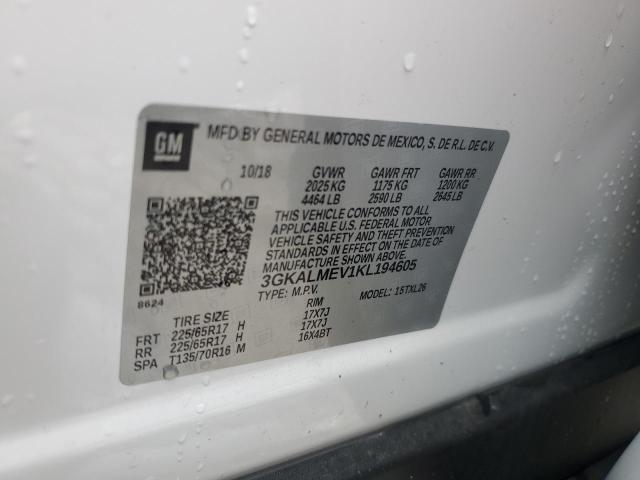 GM MFD BY GENERAL MOTORS DE MEXICO, S. DE R.L. DE C.V.
10/18 GVWR GAWR FRT GAWR RR
2025 KG 1175 KG 1200 KG
4464 LB 2590 LB 2645 LB
THIS VEHICLE CONFORMS TO ALL
APPLICABLE U.S. FEDERAL MOTOR
VEHICLE SAFETY AND THEFT PREVENTION
STANDARDS IN EFFECT ON THE DATE OF
MANUFACTURE SHOWN ABOVE.
3GKALMEV1KL194605
8624
TYPE: M.P.V. MODEL: 1STXL26
TIRE SIZE RIM
FRT 225/65R17 H 17X7J
RR 225/65R17 H 17X7J
SPA T135/70R16 M 16X4BT